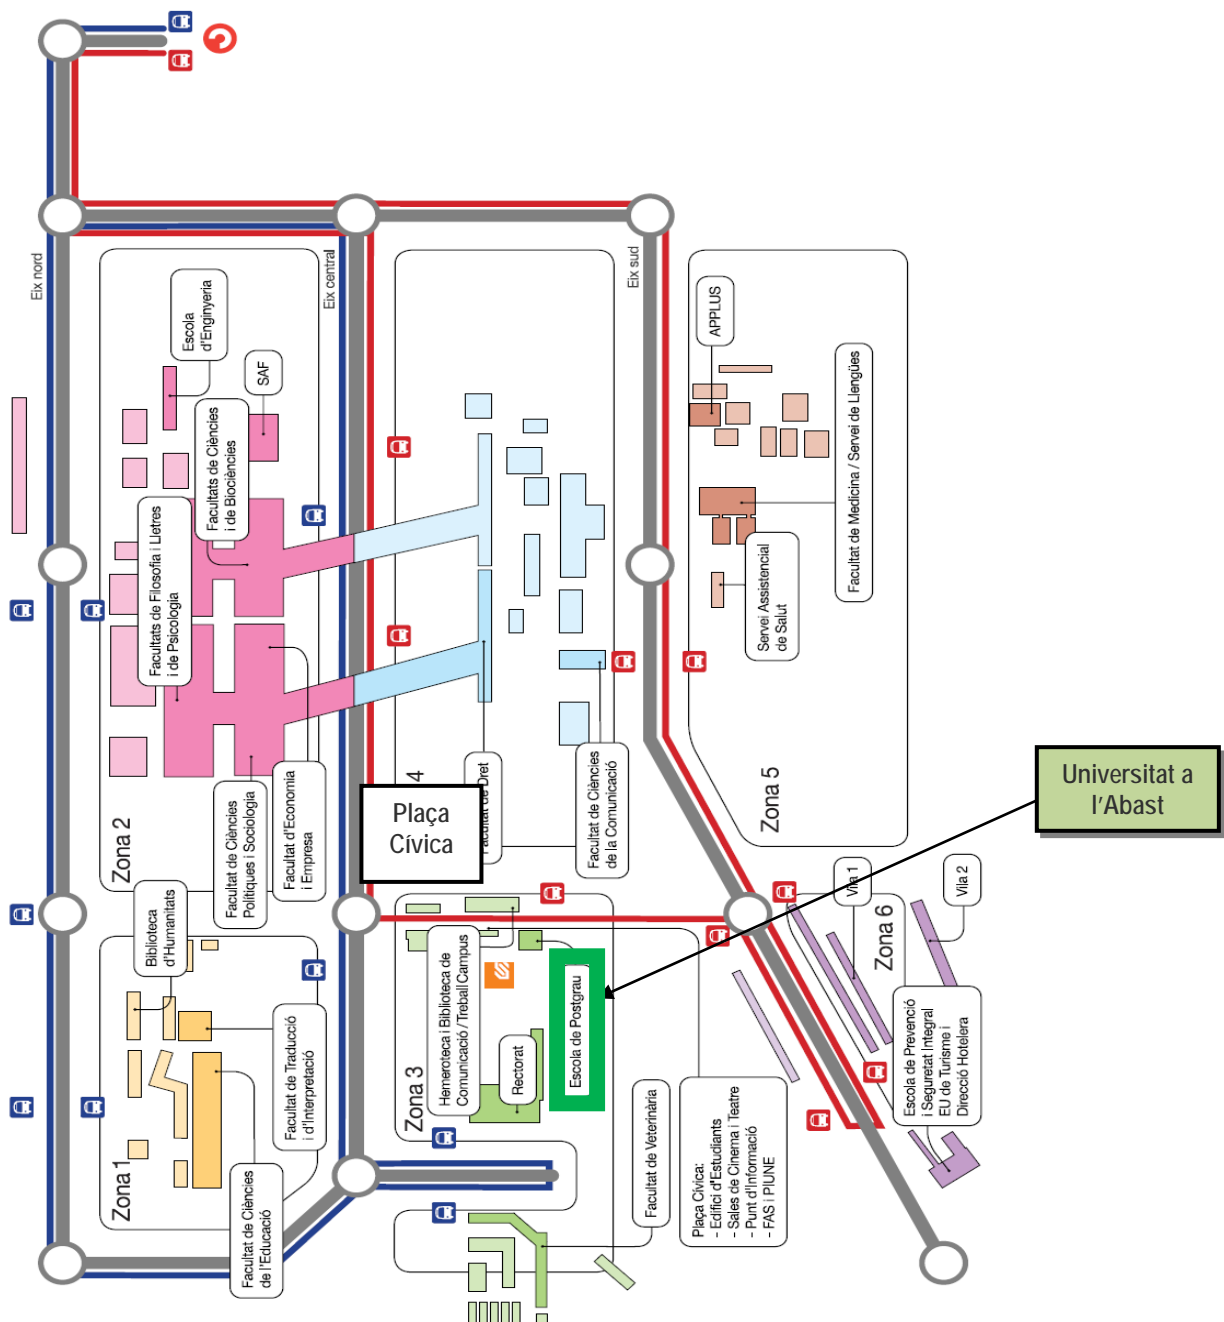 Eix nord
Eix central
Eix sud
Escola
d'Enginyeria
SAF
Facultats de Ciències
i de Biociències
Facultats de Filosofia i Lletres
i de Psicologia
Zona 2
Facultat de Ciències
Polítiques i Sociologia
Facultat d'Economia
i Empresa
Plaça
Cívica
4
Dret
Facultat de Ciències
de la Comunicació
APPLUS
Facultat de Medicina / Servei de Llengües
Servei Assistencial
de Salut
Zona 5
Universitat a
l'Abast
Biblioteca
d'Humanitats
Facultat de Traducció
i d'Interpretació
Zona 1
Facultat de Ciències
de l'Educació
Zona 3
Hemeroteca i Biblioteca de
Comunicació / Treball Campus
Rectorat
Escola de Postgrau
Facultat de Veterinària
Plaça Cívica:
- Edifici d'Estudiants
- Sales de Cinema i Teatre
- Punt d'Informació
- FAS i PIUNE
Vila 1
Zona 6
Vila 2
Escola de Prevenció
i Seguretat Integral
EU de Turisme i
Direcció Hotelera